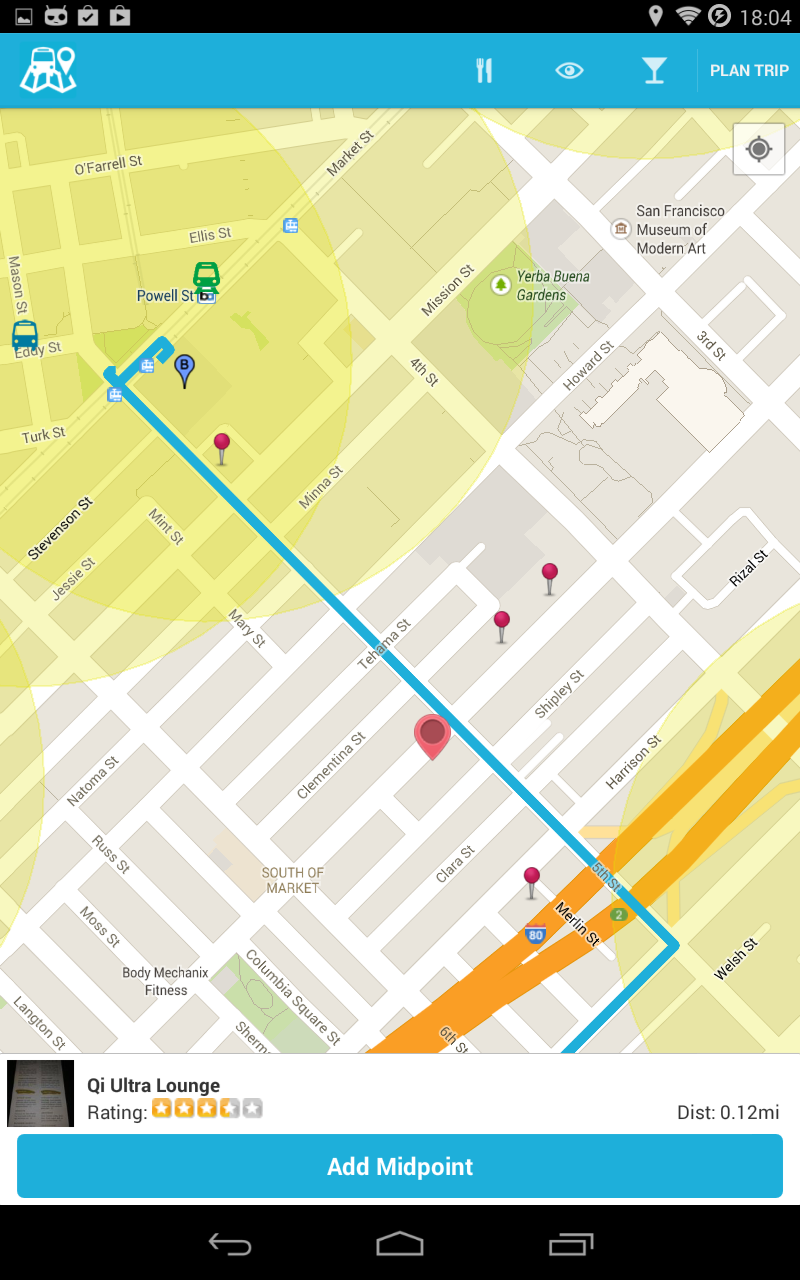 18:04
PLAN TRIP
O'Farrell St
Market St
San Francisco
Museum of
Modern Art
Ellis St
Mason St
Mission St
Yerba Buena
Gardens
Powell St
Eddy St
3rd St
Howard St
4th St
B
Turk St
Minna St
Stevenson St
Mint St
Jessie St
Rizal St
Mary St
Tehama St
Shipley St
Harrison St
Clementina St
Natoma St
Russ St
Clara St
SOUTH OF
MARKET
5th St
2
Merlin St
80
Moss St
Welsh St
Body Mechanix
Fitness
Columbia Square St
Langton St
Sherm
6th St
Qi Ultra Lounge
Rating:
Dist: 0.12mi
Add Midpoint